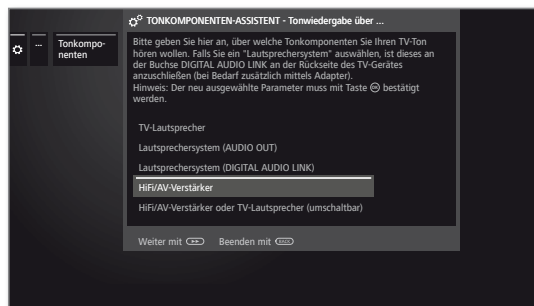 TONKOMPONENTEN-ASSISTENT - Tonwiedergabe über ...
...
Tonkompo-
nenten
Bitte geben Sie hier an, über welche Tonkomponenten Sie Ihren TV-Ton
hören wollen. Falls Sie ein "Lautsprechersystem" auswählen, ist dieses an
der Buchse DIGITAL AUDIO LINK an der Rückseite des TV-Gerätes
anzuschließen (bei Bedarf zusätzlich mittels Adapter).
Hinweis: Der neu ausgewählte Parameter muss mit Taste OK bestätigt
werden.
TV-Lautsprecher
Lautsprechersystem (AUDIO OUT)
Lautsprechersystem (DIGITAL AUDIO LINK)
HiFi/AV-Verstärker
HiFi/AV-Verstärker oder TV-Lautsprecher (umschaltbar)
Weiter mit Beenden mit